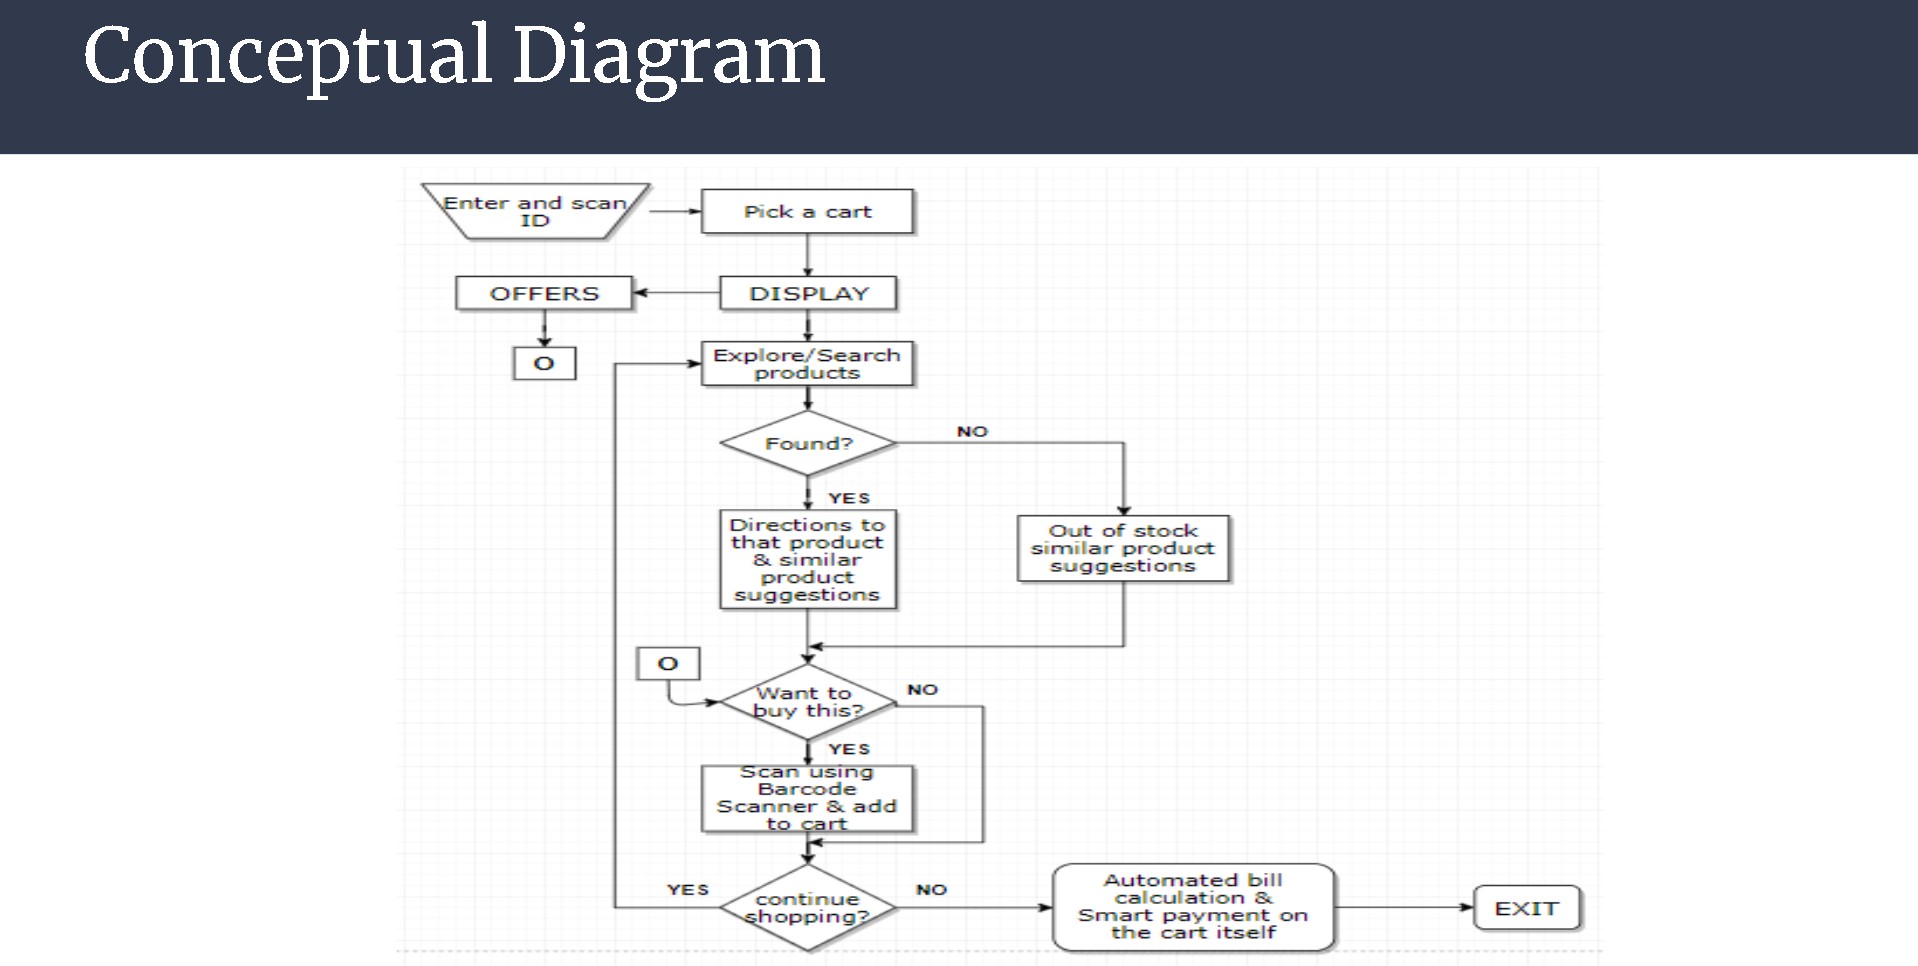 Conceptual Diagram
Enter and scan
ID
Pick a cart
OFFERS
DISPLAY
O
Explore/Search
products
Found?
NO
YES
Directions to
that product
& similar
product
suggestions
Out of stock
similar product
suggestions
O
Want to
buy this?
NO
YES
Scan using
Barcode
Scanner & add
to cart
YES
continue
shopping?
NO
Automated bill
calculation &
Smart payment on
the cart itself
EXIT